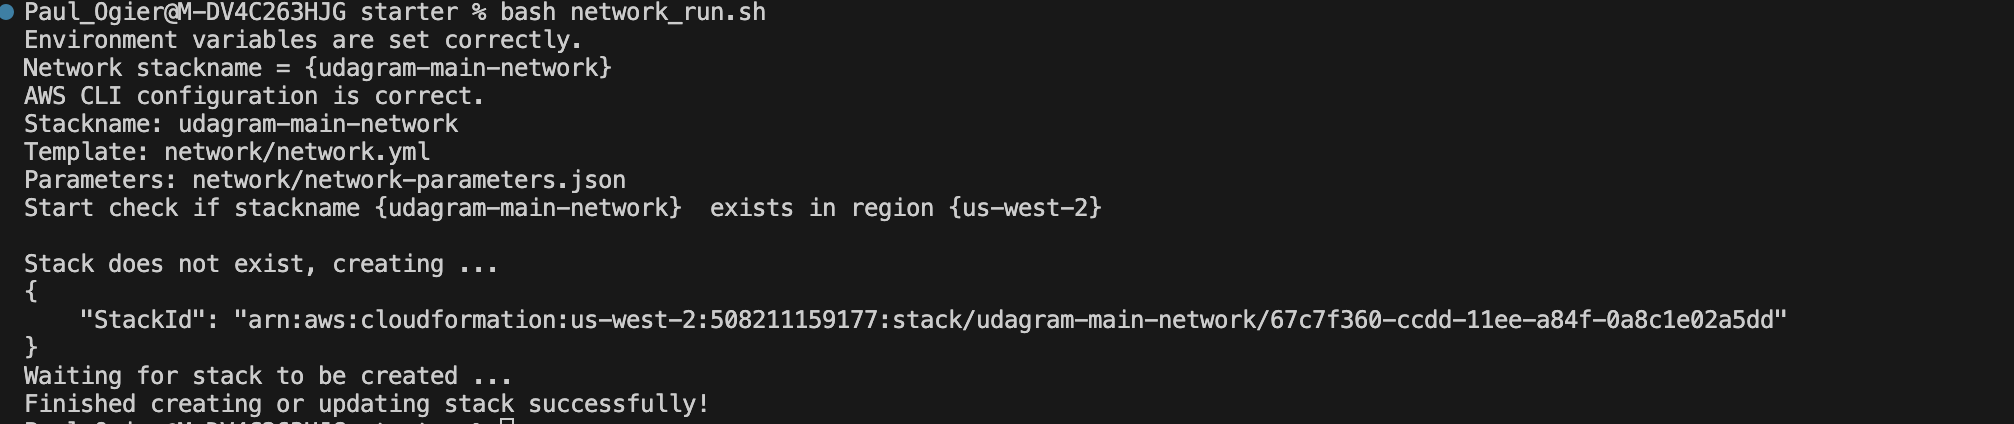 Paul_Ogier@M-DV4C263HJG starter % bash network_run.sh
Environment variables are set correctly.
Network stackname = {udagram-main-network}
AWS CLI configuration is correct.
Stackname: udagram-main-network
Template: network/network.yml
Parameters: network/network-parameters.json
Start check if stackname {udagram-main-network}  exists in region {us-west-2}
Stack does not exist, creating ...
{
    "StackId": "arn:aws:cloudformation:us-west-2:508211159177:stack/udagram-main-network/67c7f360-ccdd-11ee-a84f-0a8c1e02a5dd"
}
Waiting for stack to be created ...
Finished creating or updating stack successfully!